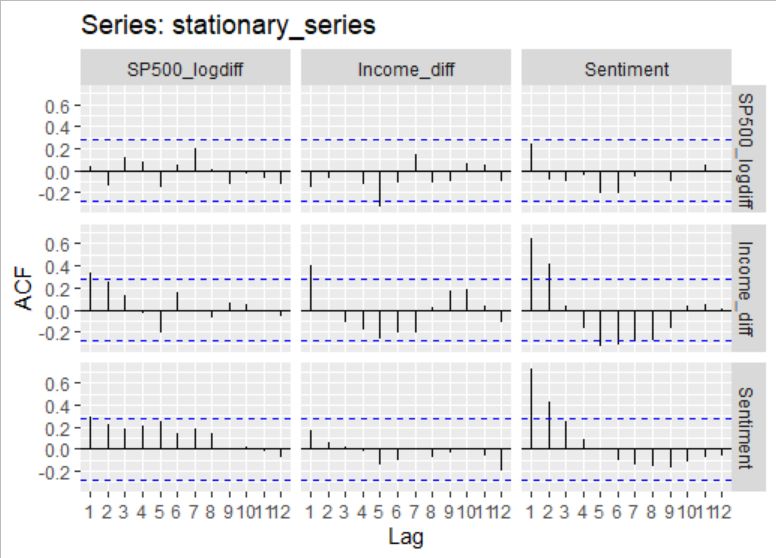 Series: stationary_series
SP500_logdiff Income_diff Sentiment
0.6
0.4
0.2
0.0
-0.2
SP500_logdiff
0.6
0.4
0.2
0.0
-0.2
Income_diff
0.6
0.4
0.2
0.0
-0.2
Sentiment
ACF
1 2 3 4 5 6 7 8 9 10 11 12 1 2 3 4 5 6 7 8 9 10 11 12 1 2 3 4 5 6 7 8 9 10 11 12
Lag